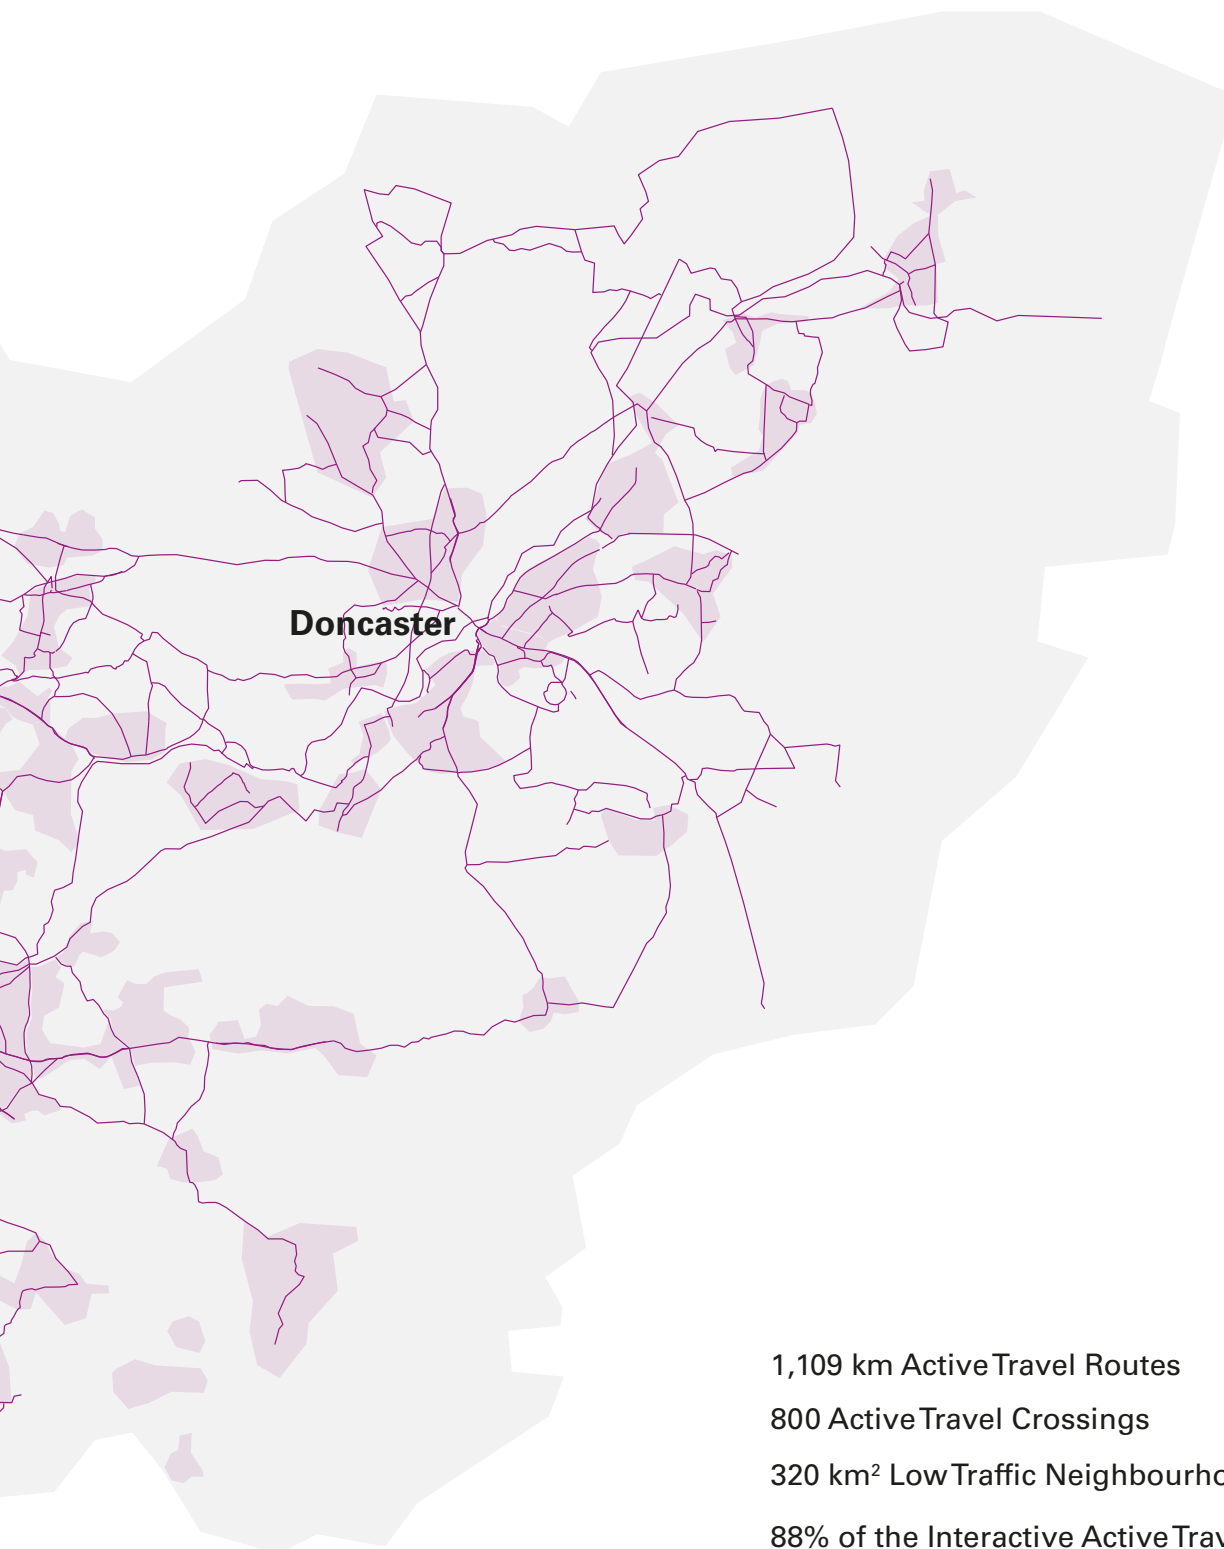 Doncaster
1,109 km Active Travel Routes
800 Active Travel Crossings
320 km² Low Traffic
88% of the Interactive Active